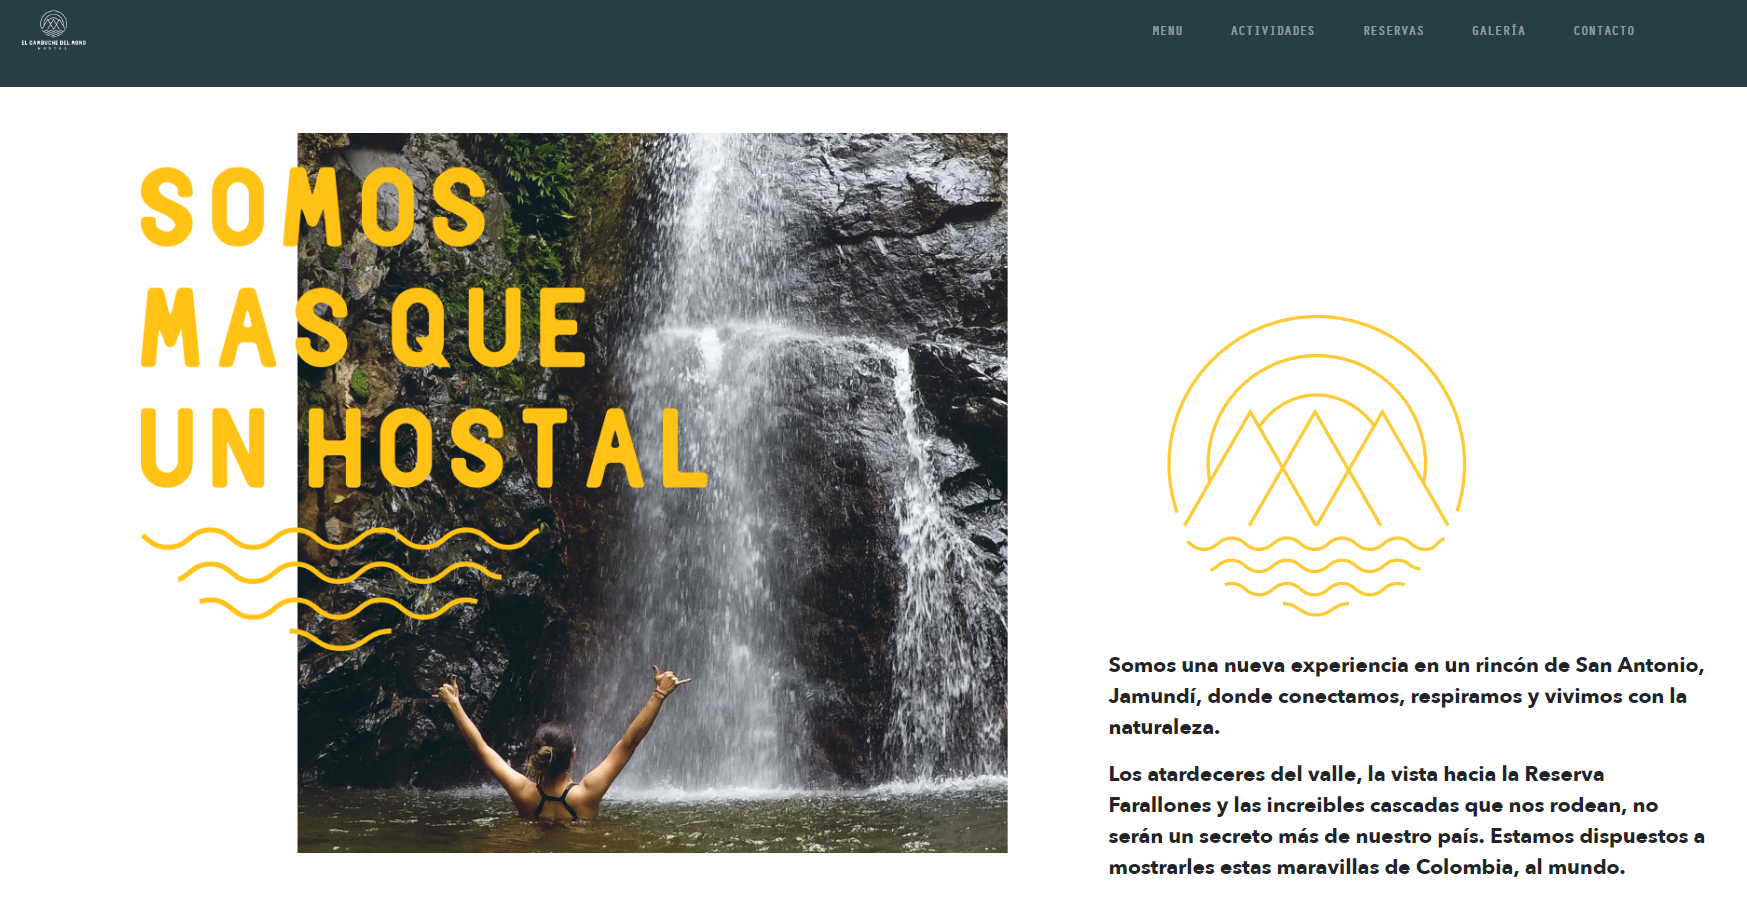 EL CAMBUCHE DEL MONO
HOSTAL
MENU
ACTIVIDADES
RESERVAS
GALERÍA
CONTACTO
SOMOS
MAS QUE
UN HOSTAL
Somos una nueva experiencia en un rincón de San Antonio,
Jamundí, donde conectamos, respiramos y vivimos con la
naturaleza.
Los atardeceres del valle, la vista hacia la Reserva
Farallones y las increibles cascadas que nos rodean, no
serán un secreto más de nuestro país. Estamos dispuestos a
mostrarles estas maravillas de Colombia, al mundo.